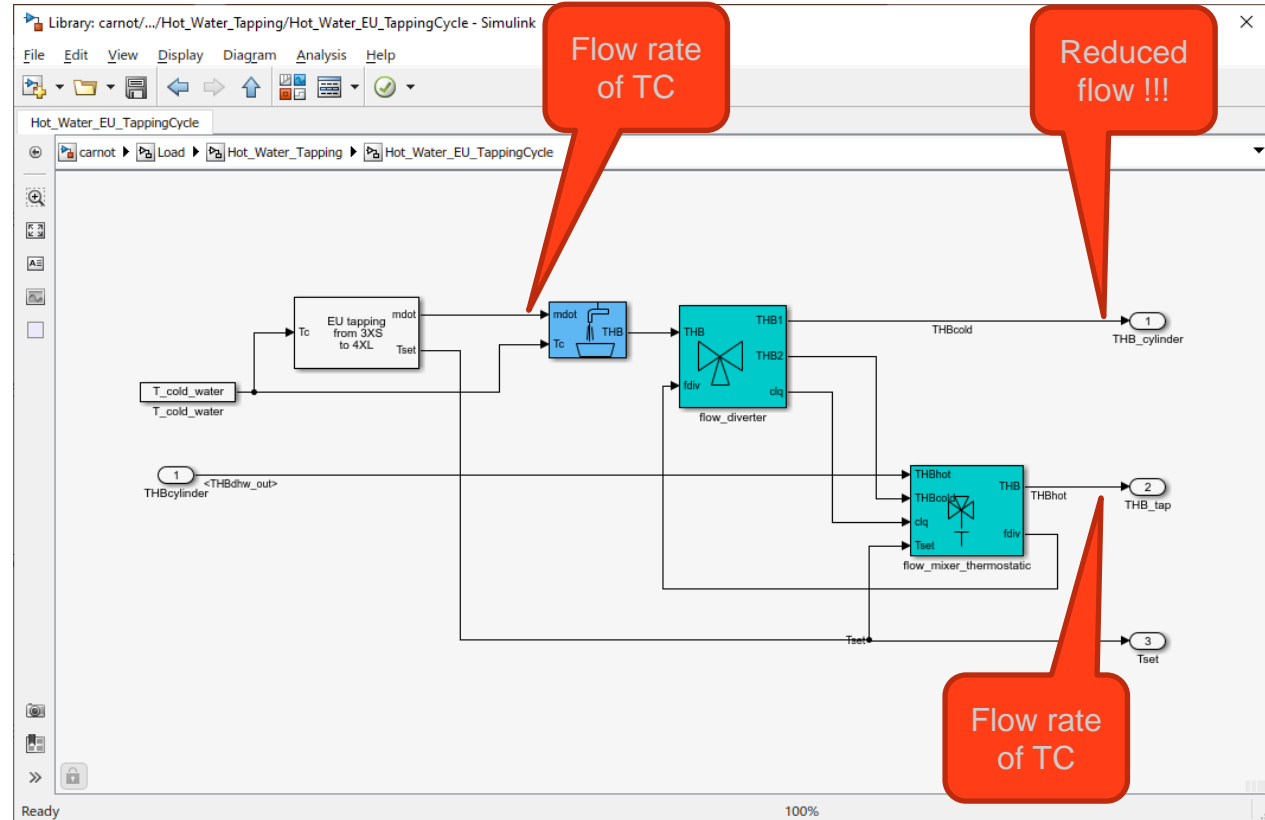 Library: carnot/.../Hot_Water_Tapping/Hot_Water_EU_TappingCycle - Simulink
File Edit View Display Diagram Analysis Help
Hot_Water_EU_TappingCycle
carnot Load Hot_Water_Tapping Hot_Water_EU_TappingCycle
Flow rate
of TC
Reduced
flow !!!
Tc
EU tapping
from 3XS
to 4XL
mdot
Tset
mdot
Tc
THB
THB
fdiv
THB1
THB2
clq
flow_diverter
THBcold
1
THB_cylinder
T_cold_water
T_cold_water
1
THBcylinder
<THBdhw_out>
THBhot
THBcold
clq
Tset
THB
fdiv
flow_mixer_thermostatic
THBhot
2
THB_tap
Tset
3
Tset
Flow rate
of TC
Ready
100%